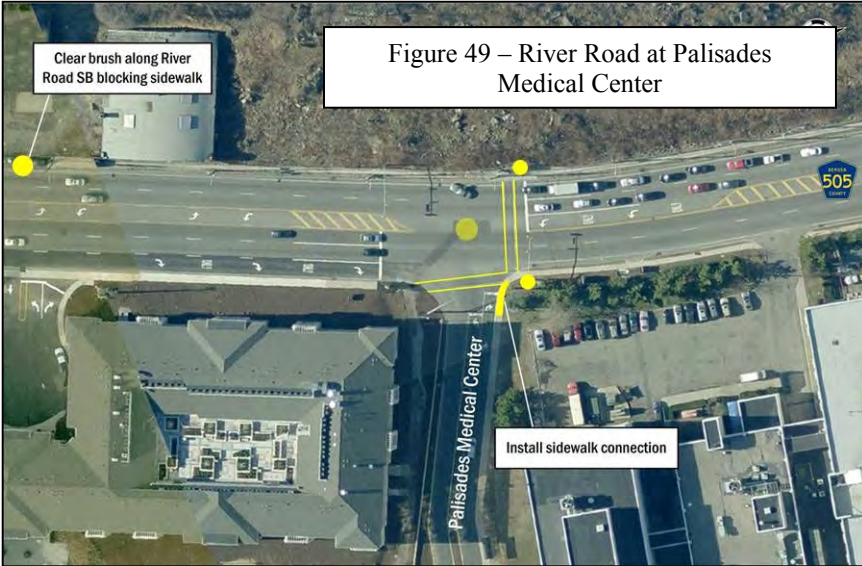 Figure 49 – River Road at Palisades
Medical Center
Clear brush along River
Road SB blocking sidewalk
BERGEN
505
COUNTY
Palisades Medical Center
Install sidewalk connection